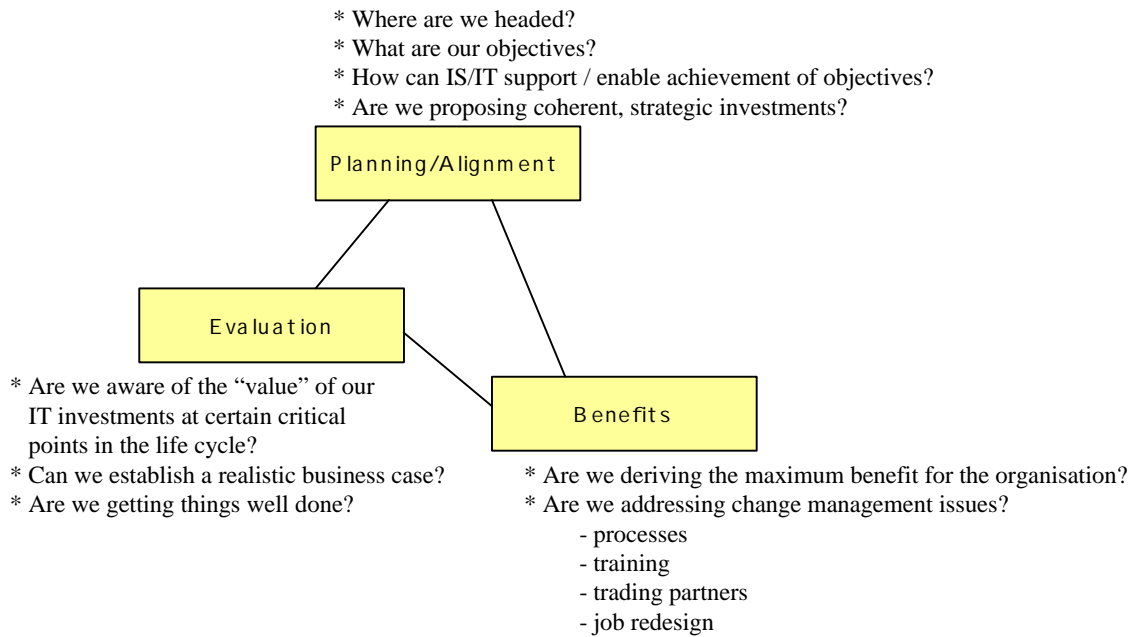 * Where are we headed?
* What are our objectives?
* How can IS/IT support / enable achievement of objectives?
* Are we proposing coherent, strategic investments?
Planning/Alignment
Evaluation
* Are we aware of the “value” of our
IT investments at certain critical
points in the life cycle?
* Can we establish a realistic business case?
* Are we getting things well done?
Benefits
* Are we deriving the maximum benefit for the organisation?
* Are we addressing change management issues?
- processes
- training
- trading partners
- job redesign